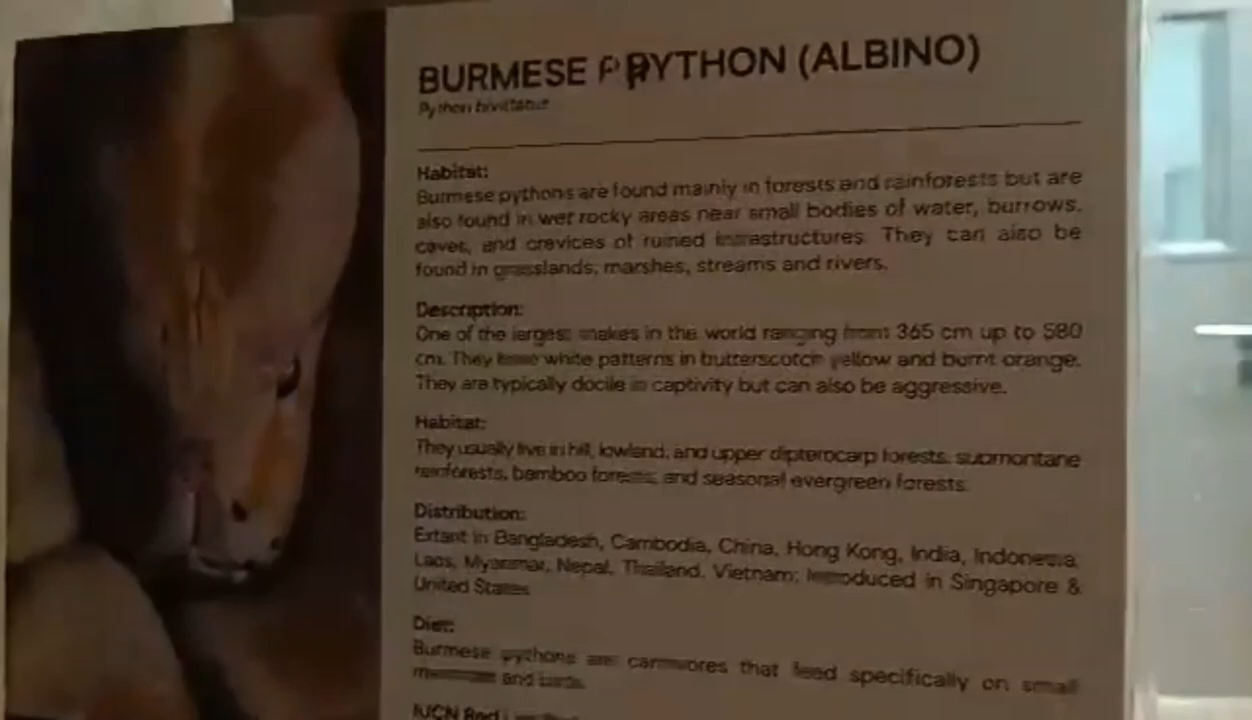 BURMESE PYTHON (ALBINO)
Python bivittatus
Habitat:
Burmese pythons are found mainly in forests and rainforests but are
also found in wet rocky areas near small bodies of water, burrows,
caves, and crevices of ruined infrastructures. They can also be
found in grasslands, marshes, streams and rivers.
Description:
One of the largest snakes in the world ranging from 365 cm up to 580
cm. They have white patterns in butterscotch yellow and burnt orange.
They are typically docile in captivity but can also be aggressive.
Habitat:
They usually live in hill, lowland, and upper dipterocarp forests, submontane
rainforests, bamboo forests, and seasonal evergreen forests.
Distribution:
Extant in Bangladesh, Cambodia, China, Hong Kong, India, Indonesia,
Laos, Myanmar, Nepal, Thailand, Vietnam; Introduced in Singapore &
United States
Diet:
Burmese pythons are carnivores that feed specifically on small
mammals and birds.
IUCN Red